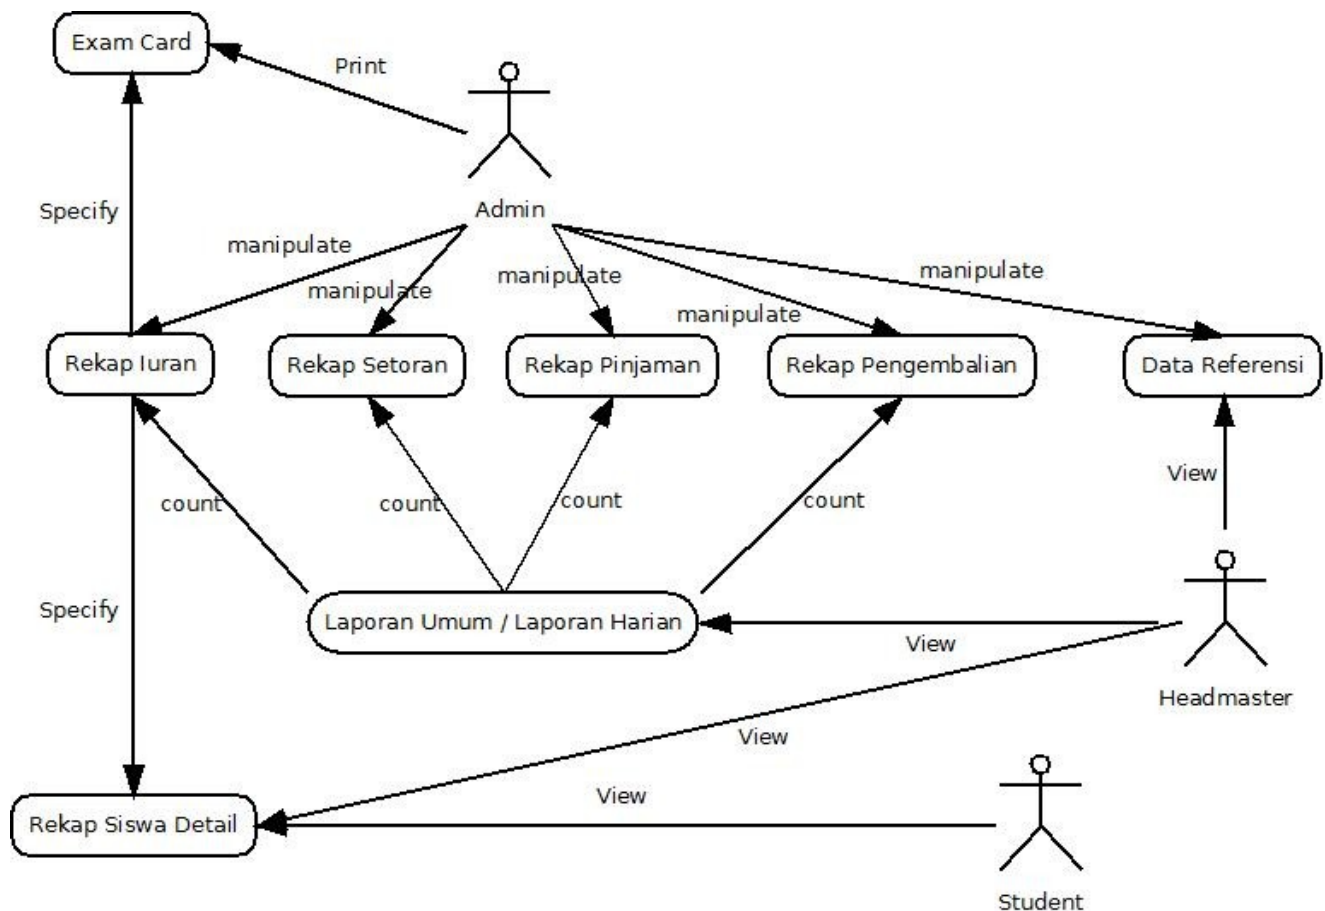 Exam Card
Print
Specify
Admin
manipulate
manipulate
manipulate
manipulate
manipulate
Rekap Iuran
Rekap Setoran
Rekap Pinjaman
Rekap Pengembalian
Data Referensi
count
count
count
count
View
Specify
Laporan Umum / Laporan Harian
View
Headmaster
View
View
Rekap Siswa Detail
Student